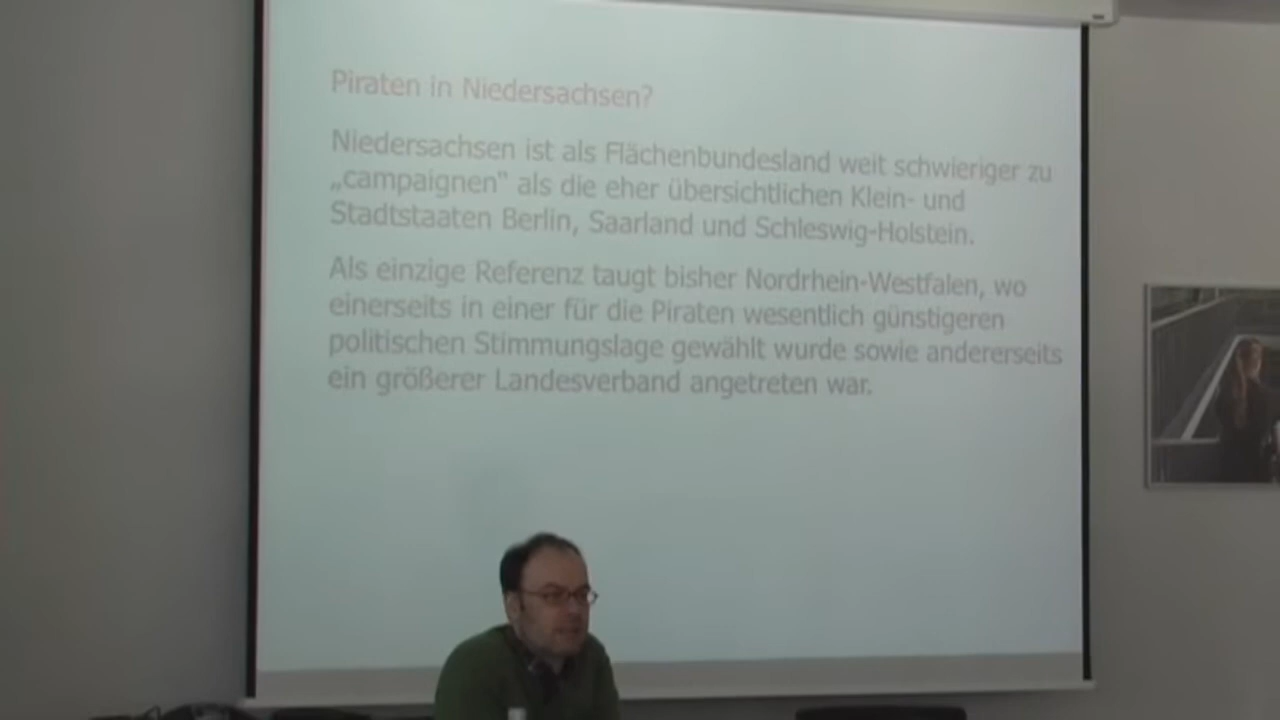 Piraten in Niedersachsen?
Niedersachsen ist als Flächenbundesland weit schwieriger zu
„campaignen" als die eher übersichtlichen Klein- und
Stadtstaaten Berlin, Saarland und Schleswig-Holstein.
Als einzige Referenz taugt bisher Nordrhein-Westfalen, wo
einerseits in einer für die Piraten wesentlich günstigeren
politischen Stimmungslage gewählt wurde sowie andererseits
ein größerer Landesverband angetreten war.